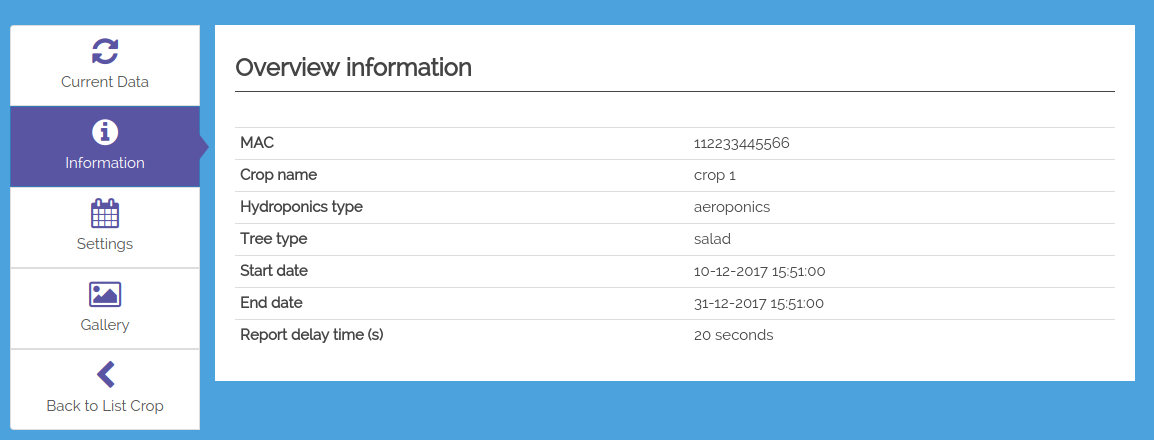 Current Data
Information
Settings
Gallery
Back to List Crop
Overview information
MAC 112233445566
Crop name crop 1
Hydroponics type aeroponics
Tree type salad
Start date 10-12-2017 15:51:00
End date 31-12-2017 15:51:00
Report delay time (s) 20 seconds